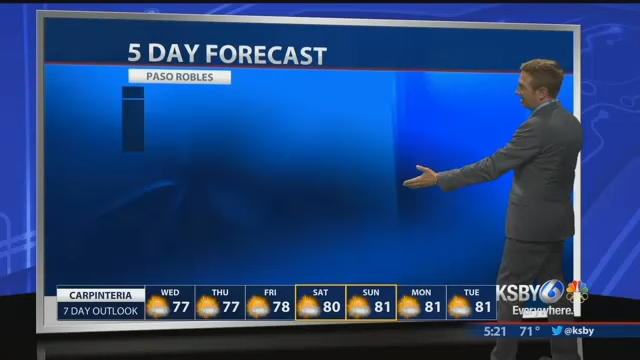 5 DAY FORECAST
PASO ROBLES
CARPINTERIA
7 DAY OUTLOOK
WED
77
THU
77
FRI
78
SAT
80
SUN
81
MON
81
TUE
81
KSBY 6
Everywhere.
5:21 71° @ksby